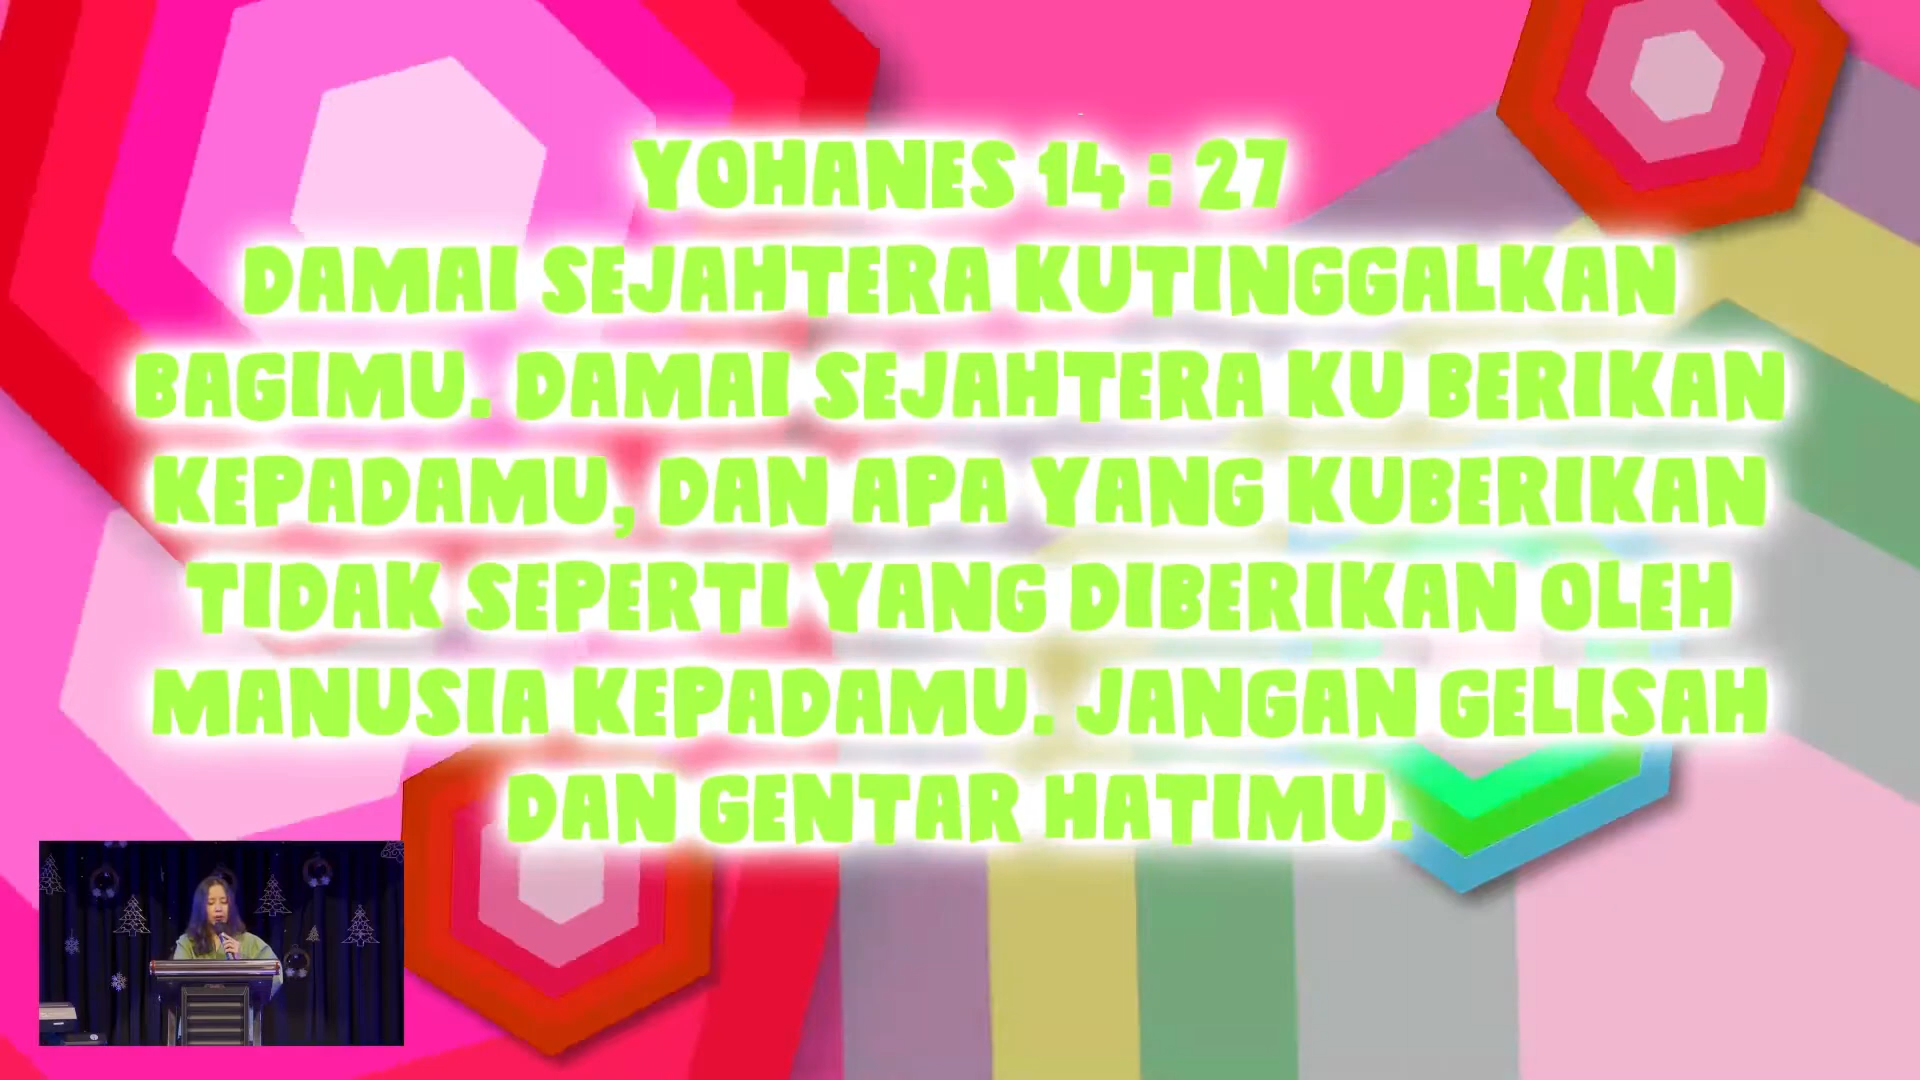 YOHANES 14 : 27
DAMAI SEJAHTERA KUTINGGALKAN
BAGIMU. DAMAI SEJAHTERA KU BERIKAN
KEPADAMU, DAN APA YANG KUBERIKAN
TIDAK SEPERTI YANG DIBERIKAN OLEH
MANUSIA KEPADAMU. JANGAN GELISAH
DAN GENTAR HATIMU.